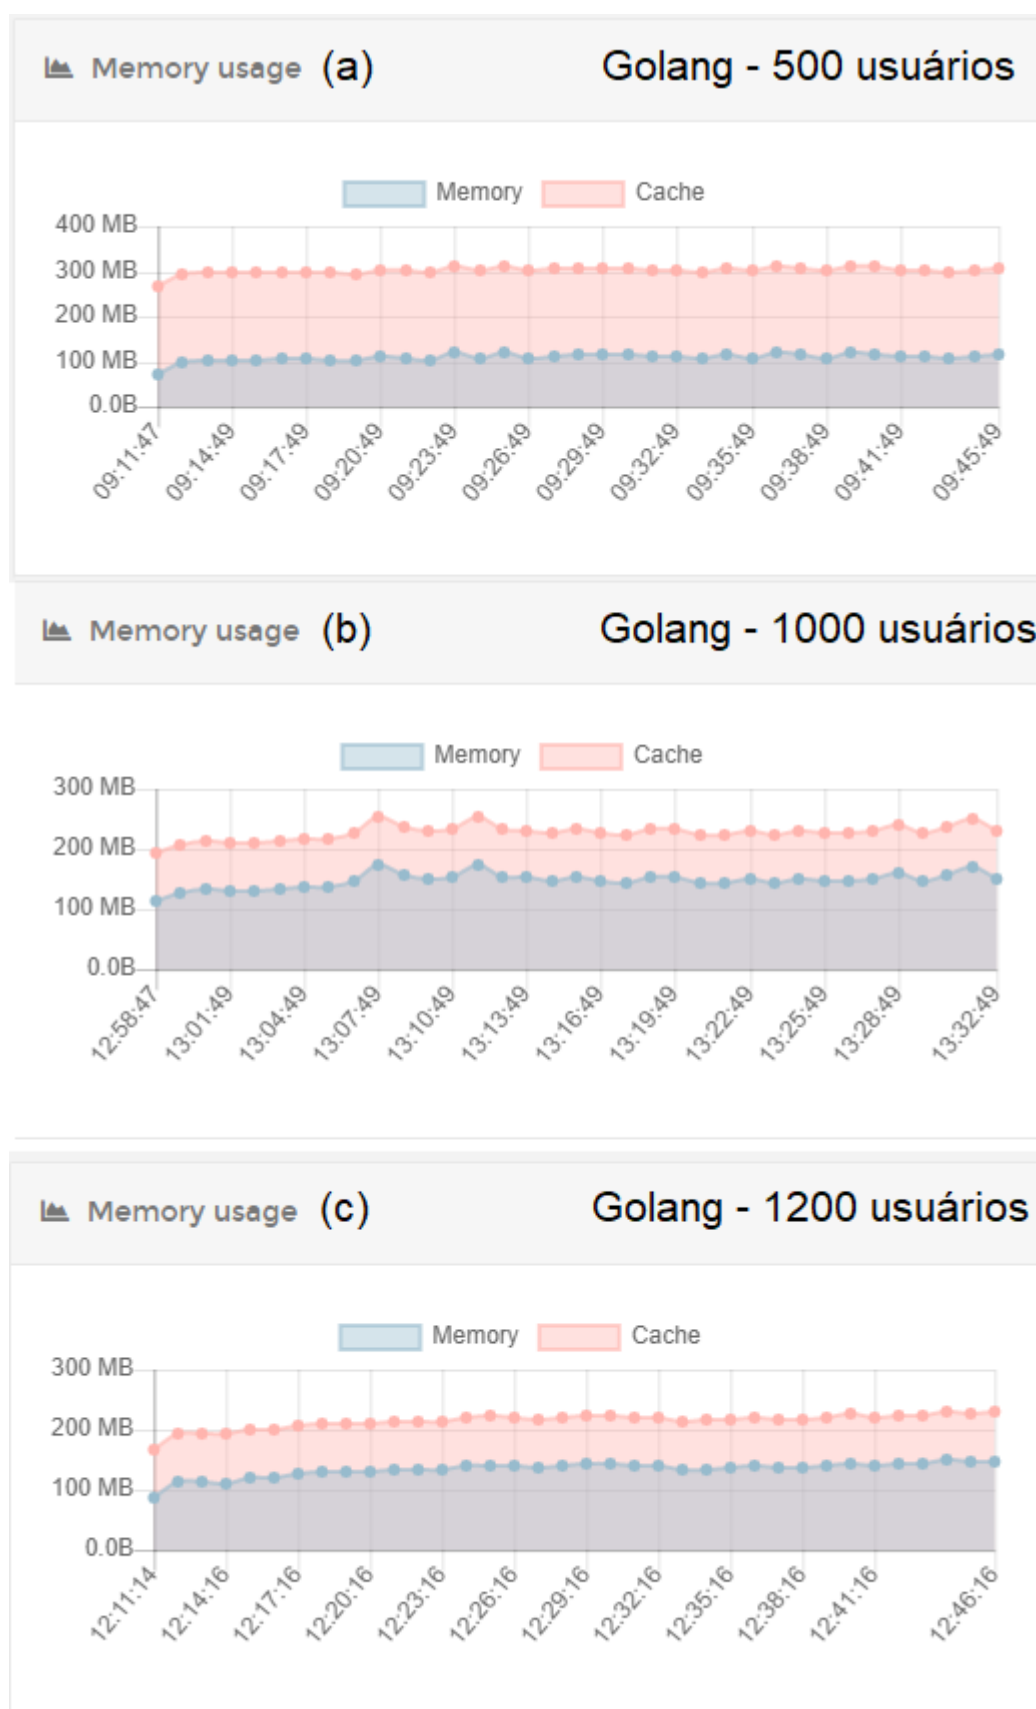 Memory usage (a) Golang - 500 usuários
Memory Cache
400 MB
300 MB
200 MB
100 MB
0.0B
09:11:47 09:14:49 09:17:49 09:20:49 09:23:49 09:26:49 09:29:49 09:32:49 09:35:49 09:38:49 09:41:49 09:45:49
Memory usage (b) Golang - 1000 usuários
Memory Cache
300 MB
200 MB
100 MB
0.0B
12:58:47 13:01:49 13:04:49 13:07:49 13:10:49 13:13:49 13:16:49 13:19:49 13:22:49 13:25:49 13:28:49 13:32:49
Memory usage (c) Golang - 1200 usuários
Memory Cache
300 MB
200 MB
100 MB
0.0B
12:11:14 12:14:16 12:17:16 12:20:16 12:23:16 12:26:16 12:29:16 12:32:16 12:35:16 12:38:16 12:41:16 12:46:16